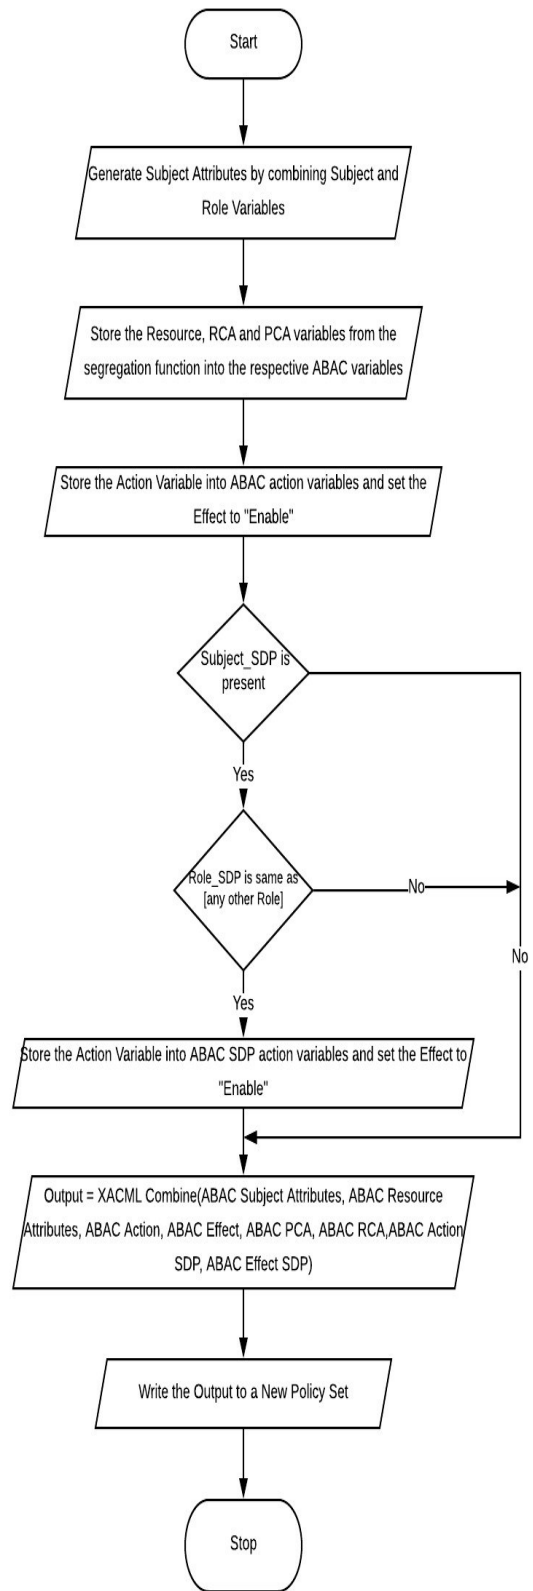 Start
Generate Subject Attributes by combining Subject and
Role Variables
Store the Resource, RCA and PCA variables from the
segregation function into the respective ABAC variables
Store the Action Variable into ABAC action variables and set the
Effect to "Enable"
Subject_SDP is
present
Yes
Role_SDP is same as
[any other Role]
No
No
Yes
Store the Action Variable into ABAC SDP action variables and set the Effect to
"Enable"
Output = XACML Combine(ABAC Subject Attributes, ABAC Resource
Attributes, ABAC Action, ABAC Effect, ABAC PCA, ABAC RCA,ABAC Action
SDP, ABAC Effect SDP)
Write the Output to a New Policy Set
Stop